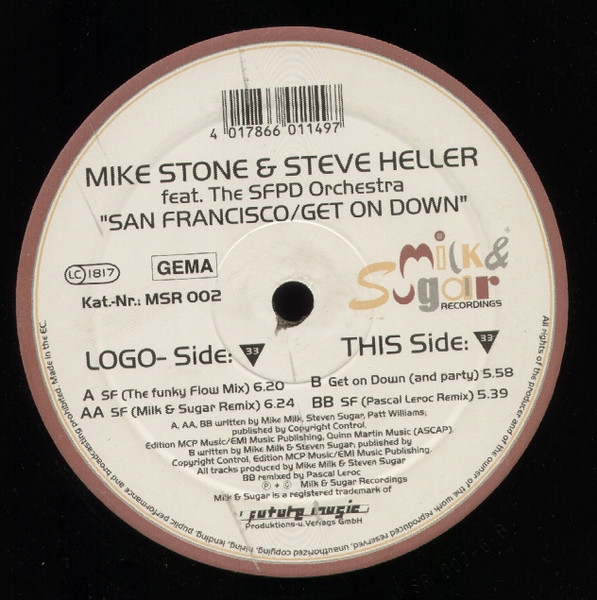 4 017866 011497
MIKE STONE & STEVE HELLER
feat. The SFPD Orchestra
"SAN FRANCISCO/GET ON DOWN"
LC 1817
GEMA
Kat.-Nr.: MSR 002
Milk &
Sugar
RECORDINGS
LOGO- Side: 33
THIS Side: 33
A SF (The funky Flow Mix) 6.20
AA SF (Milk & Sugar Remix) 6.24
B Get on Down (and party) 5.58
BB SF (Pascal Leroc Remix) 5.39
A, AA, BB written by Mike Milk, Steven Sugar, Patt Williams;
published by Copyright Control,
Edition MCP Music/EMI Music Publishing, Quinn Martin Music (ASCAP).
B written by Mike Milk & Steven Sugar; published by
Copyright Control, Edition MCP Music/EMI Music Publishing.
All tracks produced by Mike Milk & Steven Sugar
BB remixed by Pascal Leroc
P + C Milk & Sugar Recordings
Milk & Sugar is a registered trademark of
future music
Produktions-u. Verlags GmbH
All rights of the producer and of the owner of the work reproduced reserved, unauthorized copying, hiring, lending, public performance and broadcasting prohibited. Made in the EC.